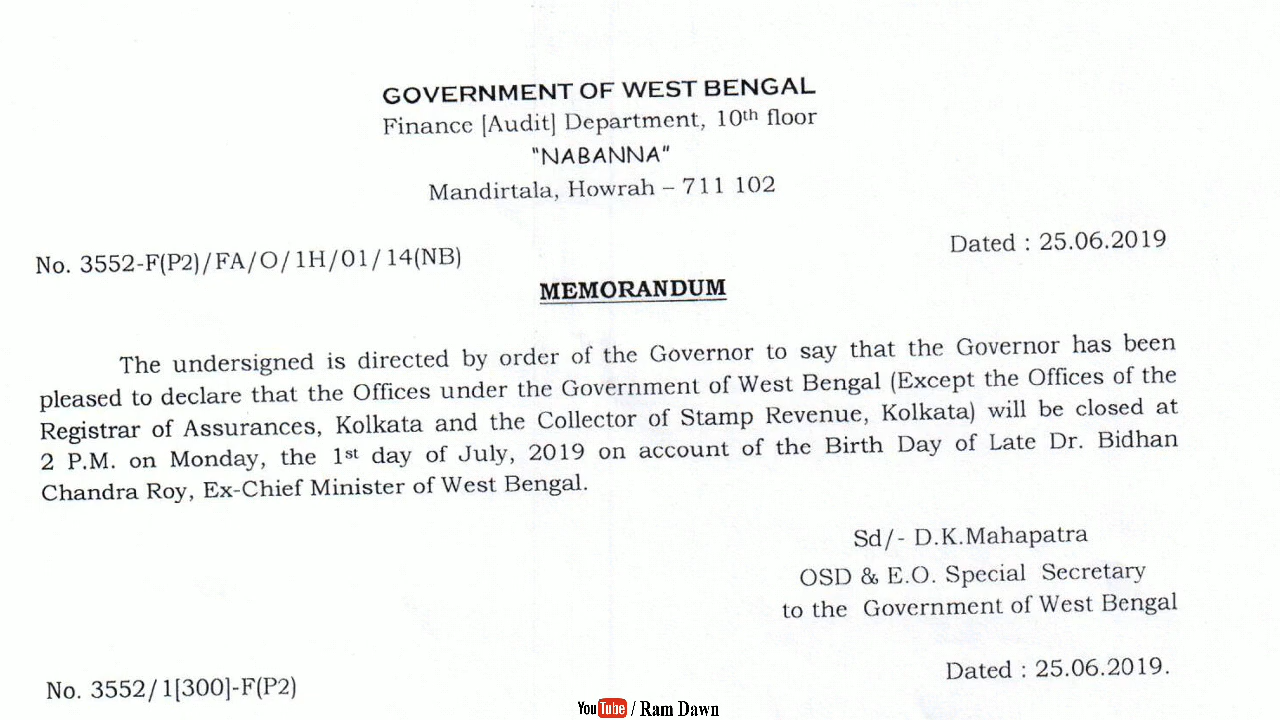 GOVERNMENT OF WEST BENGAL
Finance [Audit] Department, 10th floor
"NABANNA"
Mandirtala, Howrah – 711 102
No. 3552-F(P2)/FA/O/1H/01/14(NB)
Dated : 25.06.2019
MEMORANDUM
The undersigned is directed by order of the Governor to say that the Governor has been
pleased to declare that the Offices under the Government of West Bengal (Except the Offices of the
Registrar of Assurances, Kolkata and the Collector of Stamp Revenue, Kolkata) will be closed at
2 P.M. on Monday, the 1st day of July, 2019 on account of the Birth Day of Late Dr. Bidhan
Chandra Roy, Ex-Chief Minister of West Bengal.
Sd/- D.K.Mahapatra
OSD & E.O. Special Secretary
to the Government of West Bengal
No. 3552/1[300]-F(P2)
Dated : 25.06.2019.
YouTube / Ram Dawn